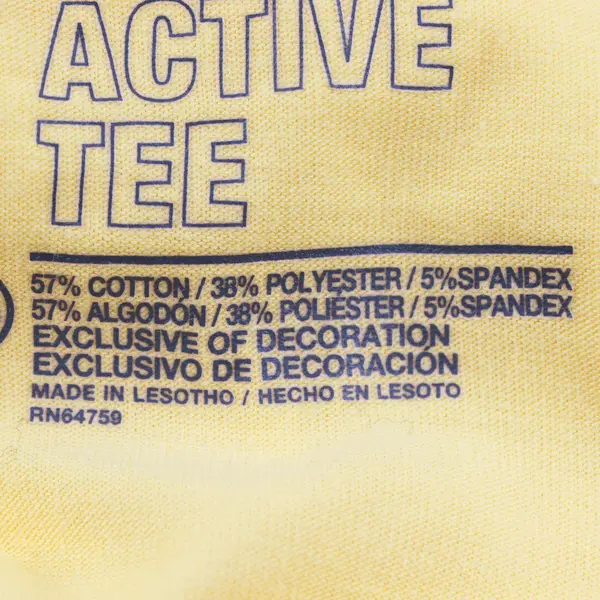 ACTIVE
TEE
57% COTTON / 38% POLYESTER / 5%SPANDEX
57% ALGODÓN / 38% POLIÉSTER / 5%SPANDEX
EXCLUSIVE OF DECORATION
EXCLUSIVO DE DECORACIÓN
MADE IN LESOTHO / HECHO EN LESOTO
RN64759